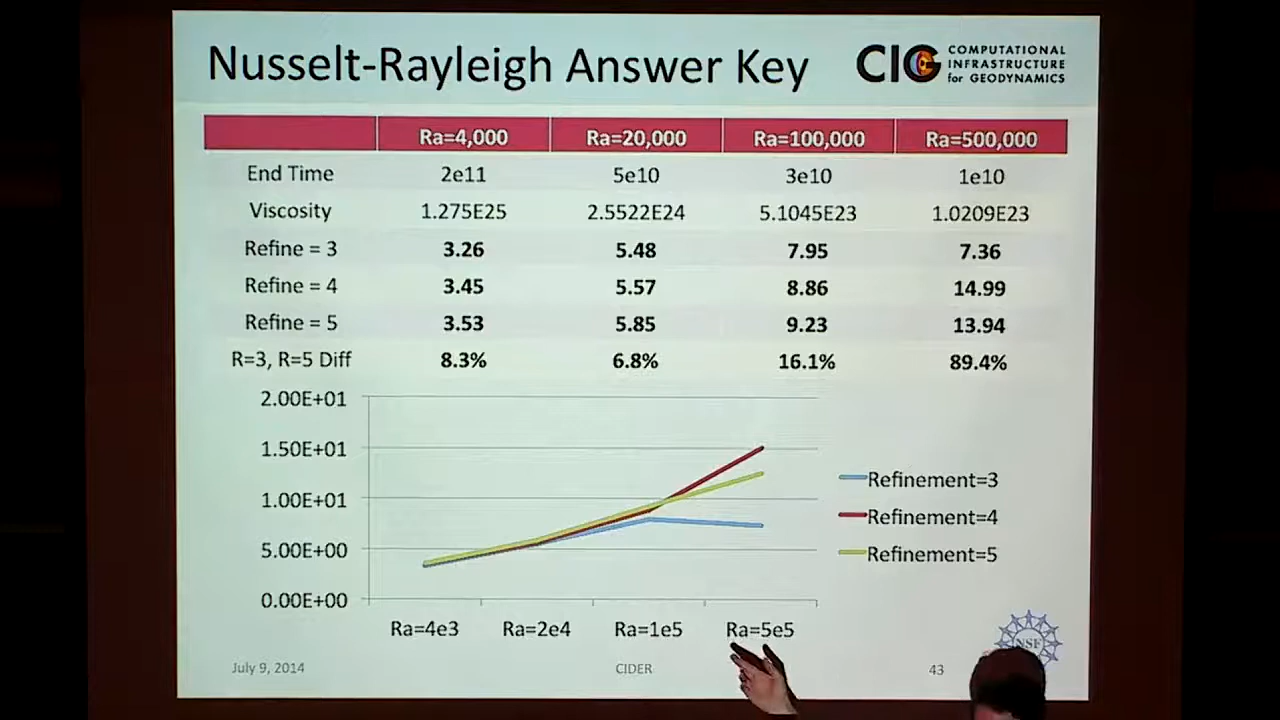 Nusselt-Rayleigh Answer Key
CIG COMPUTATIONAL
INFRASTRUCTURE
for GEODYNAMICS
Ra=4,000 Ra=20,000 Ra=100,000 Ra=500,000
End Time 2e11 5e10 3e10 1e10
Viscosity 1.275E25 2.5522E24 5.1045E23 1.0209E23
Refine = 3 3.26 5.48 7.95 7.36
Refine = 4 3.45 5.57 8.86 14.99
Refine = 5 3.53 5.85 9.23 13.94
R=3, R=5 Diff 8.3% 6.8% 16.1% 89.4%
2.00E+01
1.50E+01
1.00E+01
5.00E+00
0.00E+00
Ra=4e3 Ra=2e4 Ra=1e5 Ra=5e5
Refinement=3
Refinement=4
Refinement=5
NSF
July 9, 2014 CIDER 43